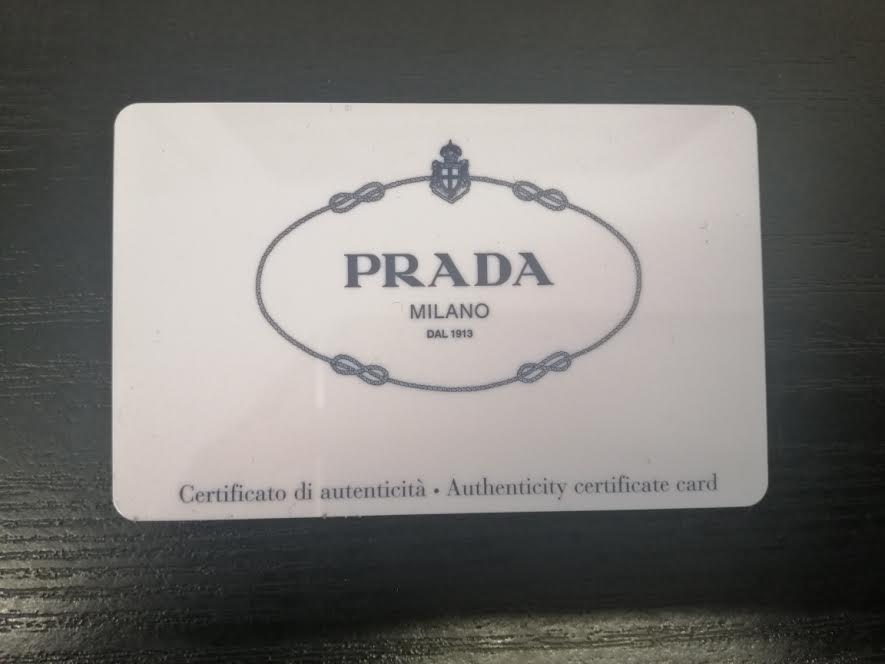 PRADA
MILANO
DAL 1913
Certificato di autenticità • Authenticity certificate card